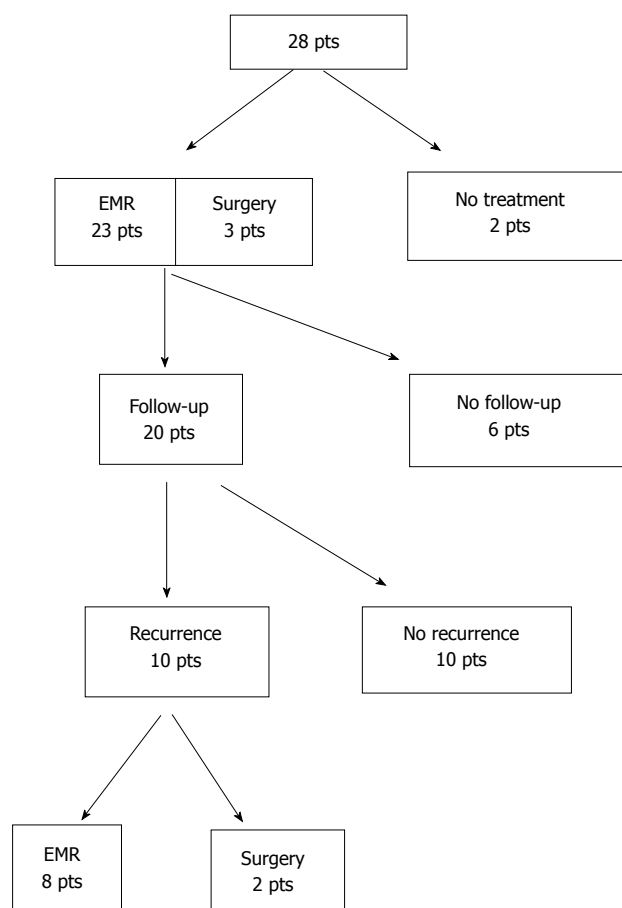 28 pts
EMR
23 pts
Surgery
3 pts
No treatment
2 pts
Follow-up
20 pts
No follow-up
6 pts
Recurrence
10 pts
No recurrence
10 pts
EMR
8 pts
Surgery
2 pts